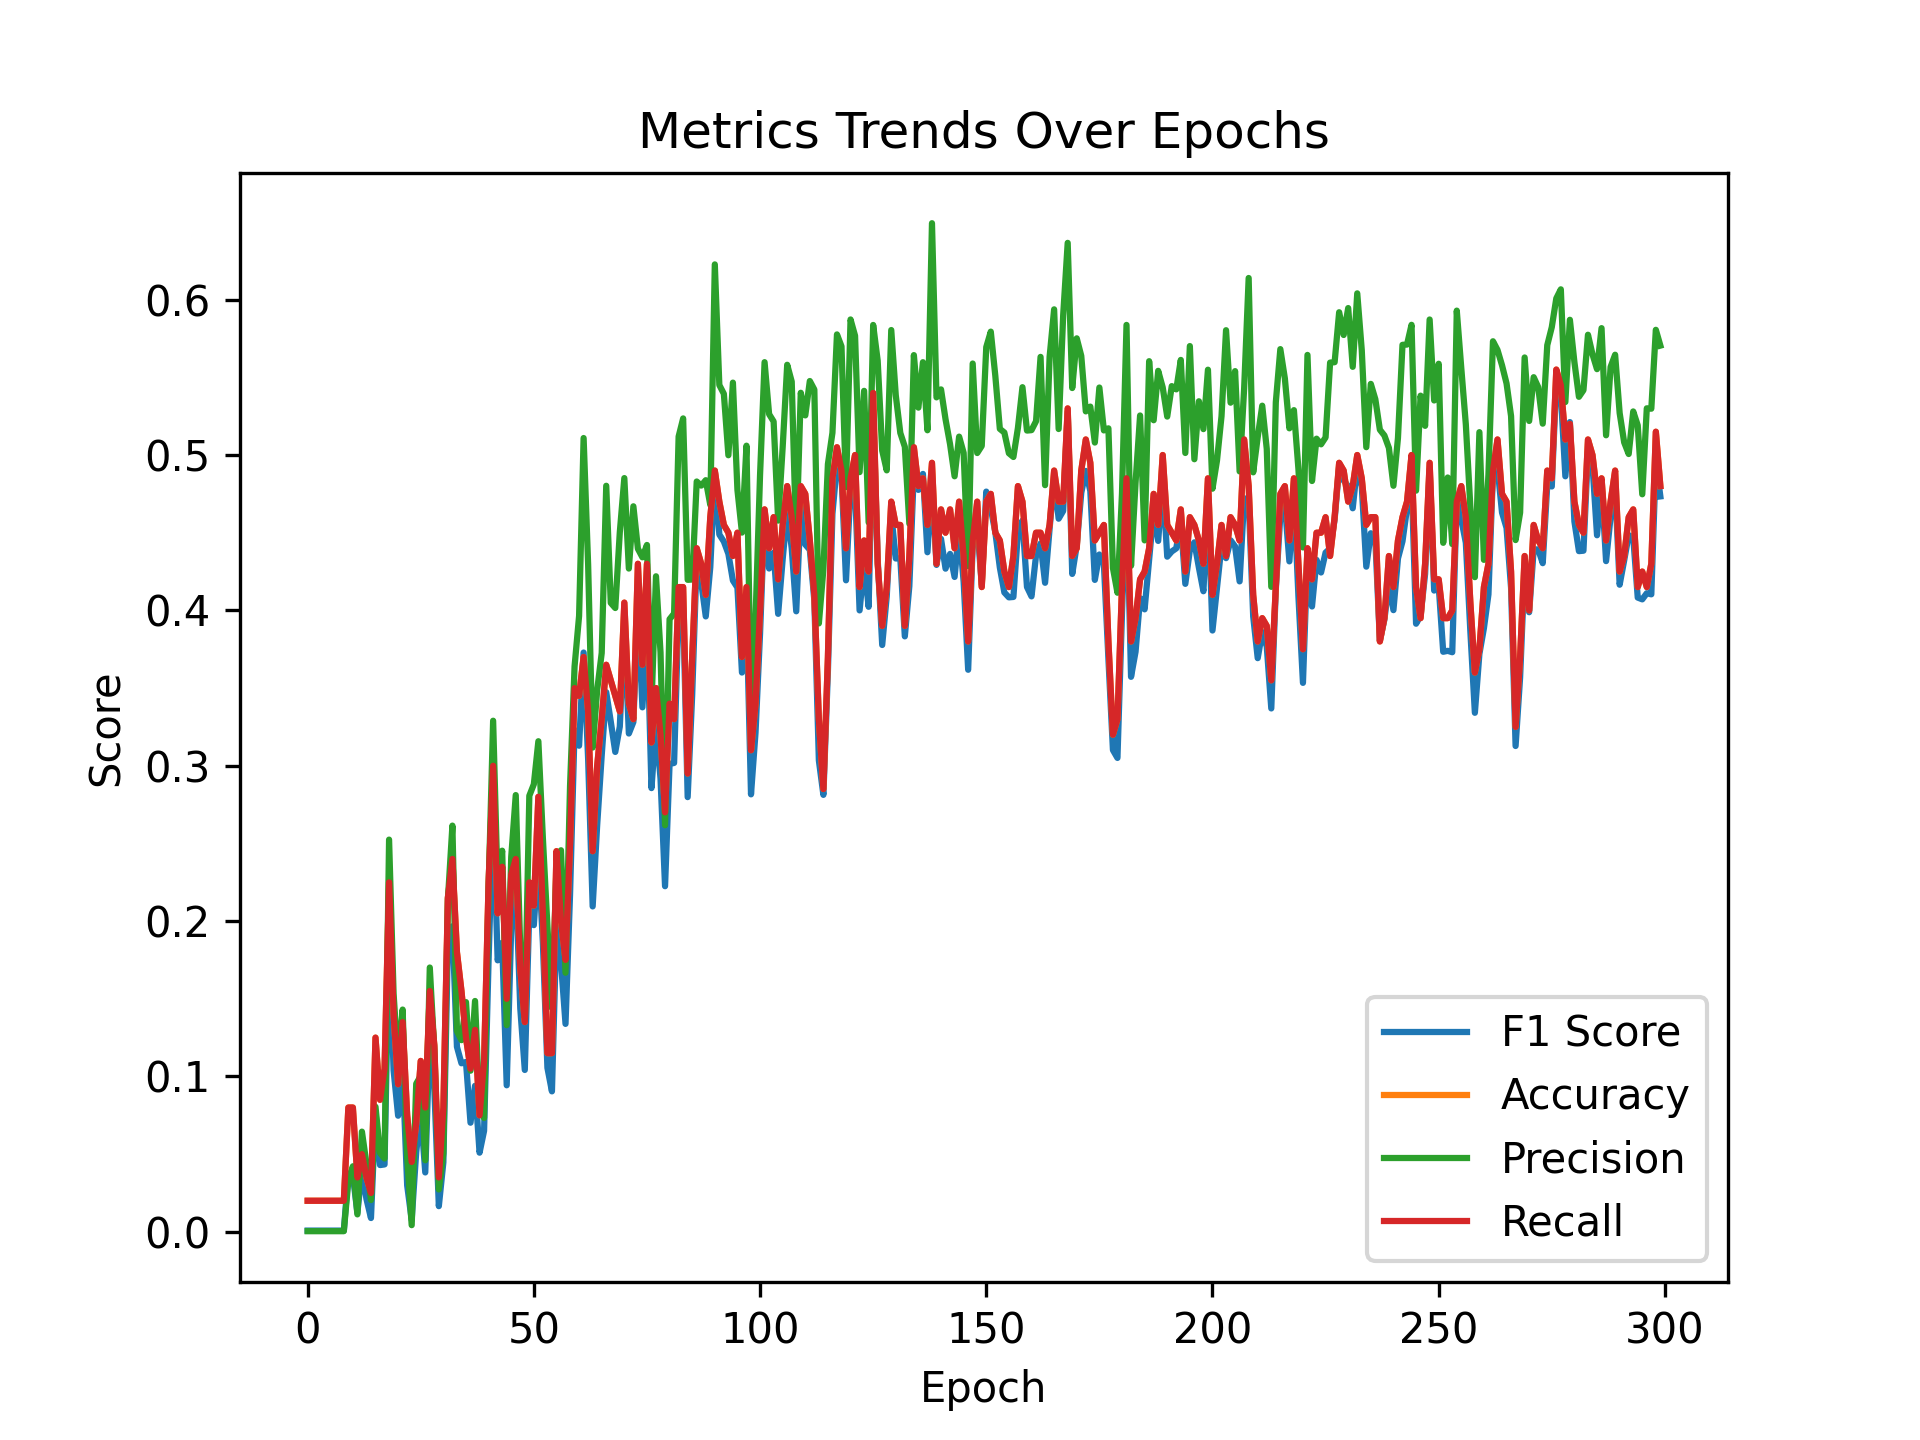 Metrics Trends Over Epochs
Score
0.6
0.5
0.4
0.3
0.2
0.1
0.0
F1 Score
Accuracy
Precision
Recall
0 50 100 150 200 250 300
Epoch